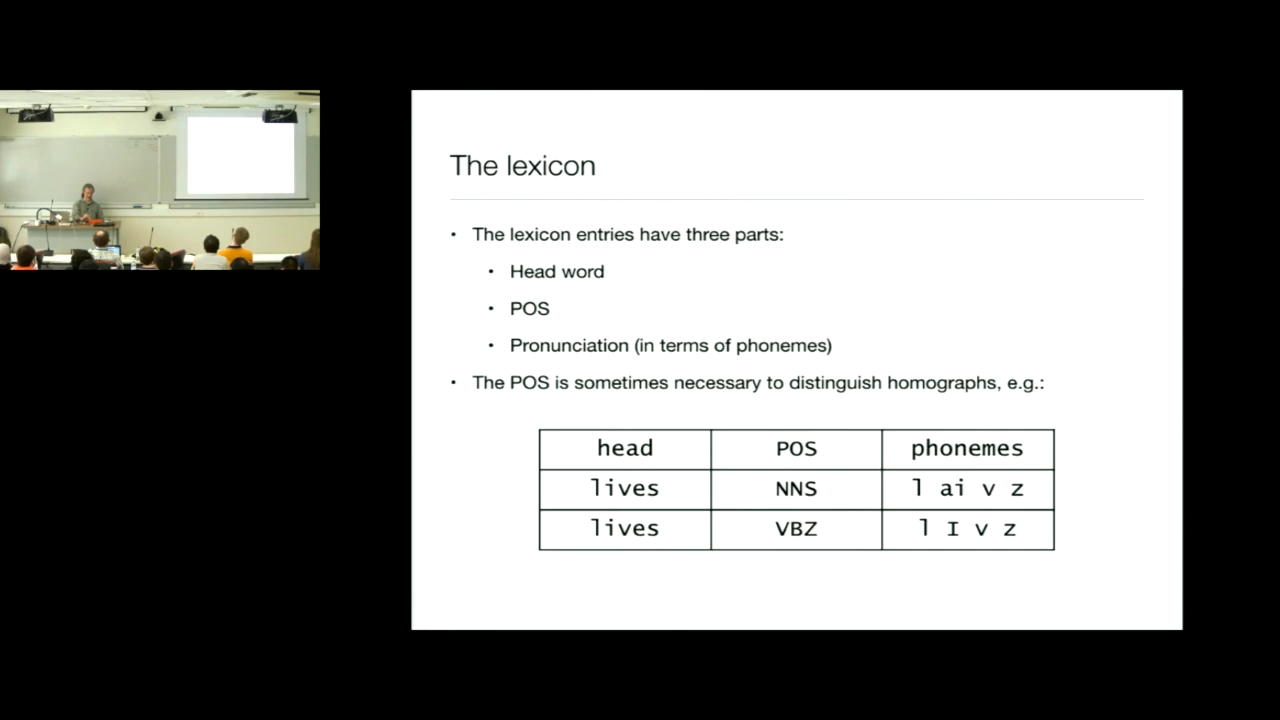 The lexicon
• The lexicon entries have three parts:
• Head word
• POS
• Pronunciation (in terms of phonemes)
• The POS is sometimes necessary to distinguish homographs, e.g.:
head POS phonemes
lives NNS l ai v z
lives VBZ l I v z